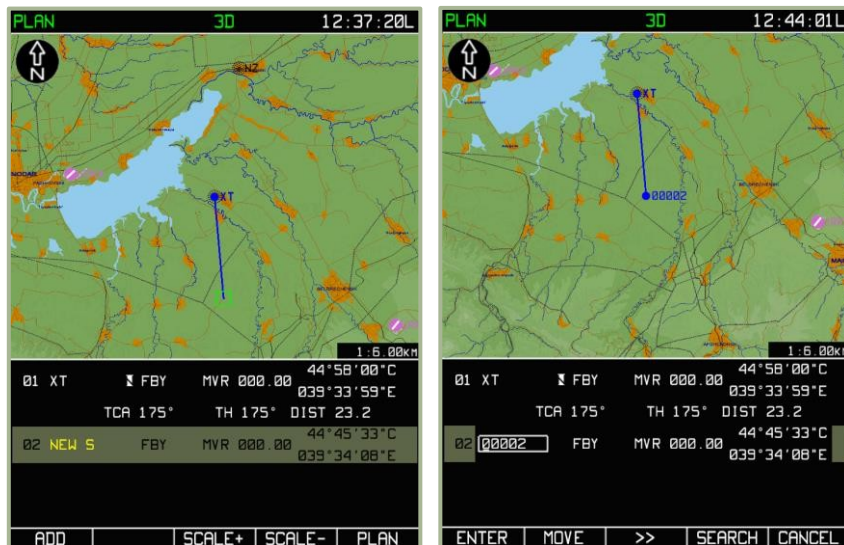 PLAN 3D 12:37:20L
N
NZ
XT
1:6.00KM
01 XT FBY MVR 000.00 44°58'00"C
039°33'59"E
TCA 175° TH 175° DIST 23.2
02 NEW S FBY MVR 000.00 44°45'33"C
039°34'08"E
ADD SCALE+ SCALE- PLAN
PLAN 3D 12:44:01L
N
XT
00002
1:6.00KM
01 XT FBY MVR 000.00 44°58'00"C
039°33'59"E
TCA 175° TH 175° DIST 23.2
02 00002 FBY MVR 000.00 44°45'33"C
039°34'08"E
ENTER MOVE >> SEARCH CANCEL